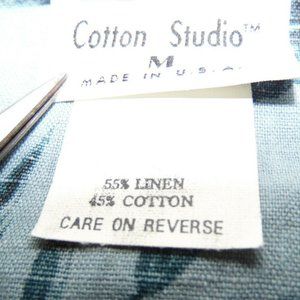 Cotton Studio™
M
MADE IN U.S.A.
55% LINEN
45% COTTON
CARE ON REVERSE